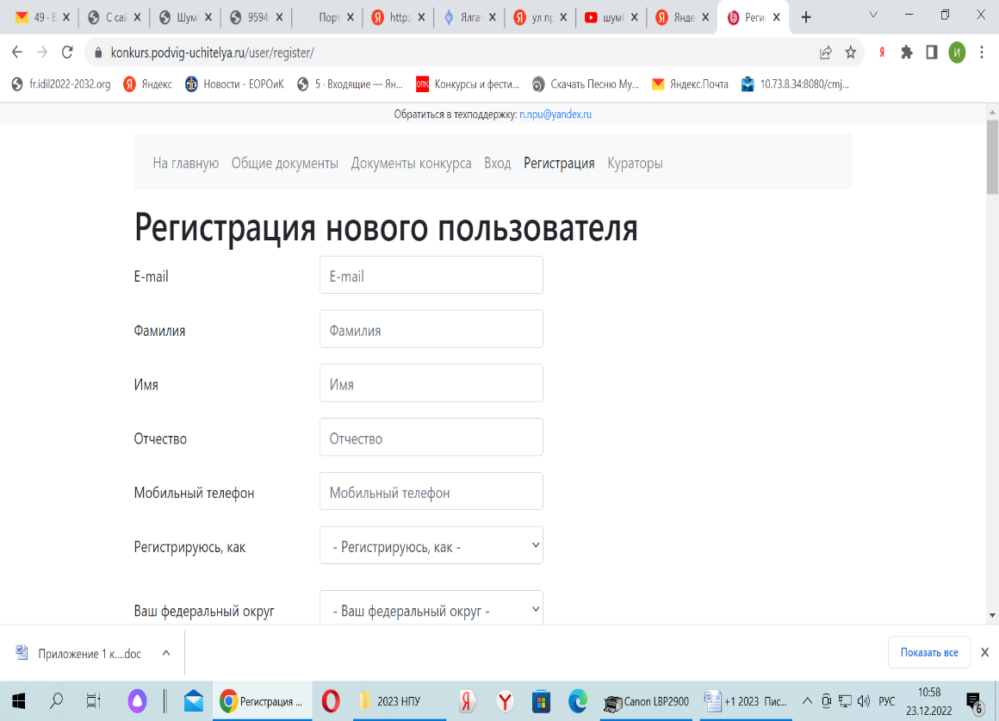 49 · В
С сай
Шум
9594
Порт
http:
Ялга
ул пр
шум
Янде
Реги
konkurs.podvig-uchitelya.ru/user/register/
Я
И
fr.idil2022-2032.org
Яндекс
Новости - ЕОРОиК
5 · Входящие — Ян...
Конкурсы и фести...
Скачать Песню Му...
Яндекс.Почта
10.73.8.34:8080/cmj...
Обратиться в техподдержку: n.npu@yandex.ru
На главную Общие документы Документы конкурса Вход Регистрация Кураторы
Регистрация нового пользователя
E-mail
E-mail
Фамилия
Фамилия
Имя
Имя
Отчество
Отчество
Мобильный телефон
Мобильный телефон
Регистрируюсь, как
- Регистрируюсь, как -
Ваш федеральный округ
- Ваш федеральный округ -
Приложение 1 к....doc
Показать все
Регистрация ...
2023 НПУ
Canon LBP2900
+1 2023 Пис...
РУС
10:58
23.12.2022
6